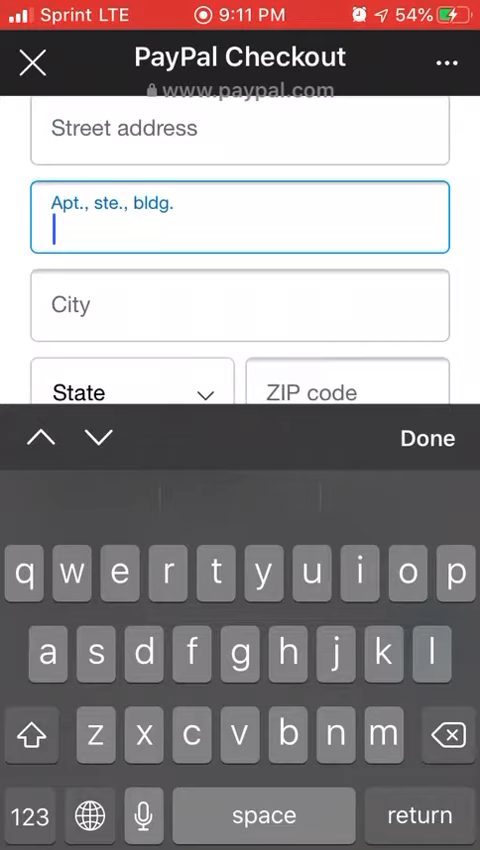 Sprint LTE 9:11 PM 54%
PayPal Checkout
www.paypal.com
Street address
Apt., ste., bldg.
City
State ZIP code
Done
q w e r t y u i o p
a s d f g h j k l
z x c v b n m
123 space return